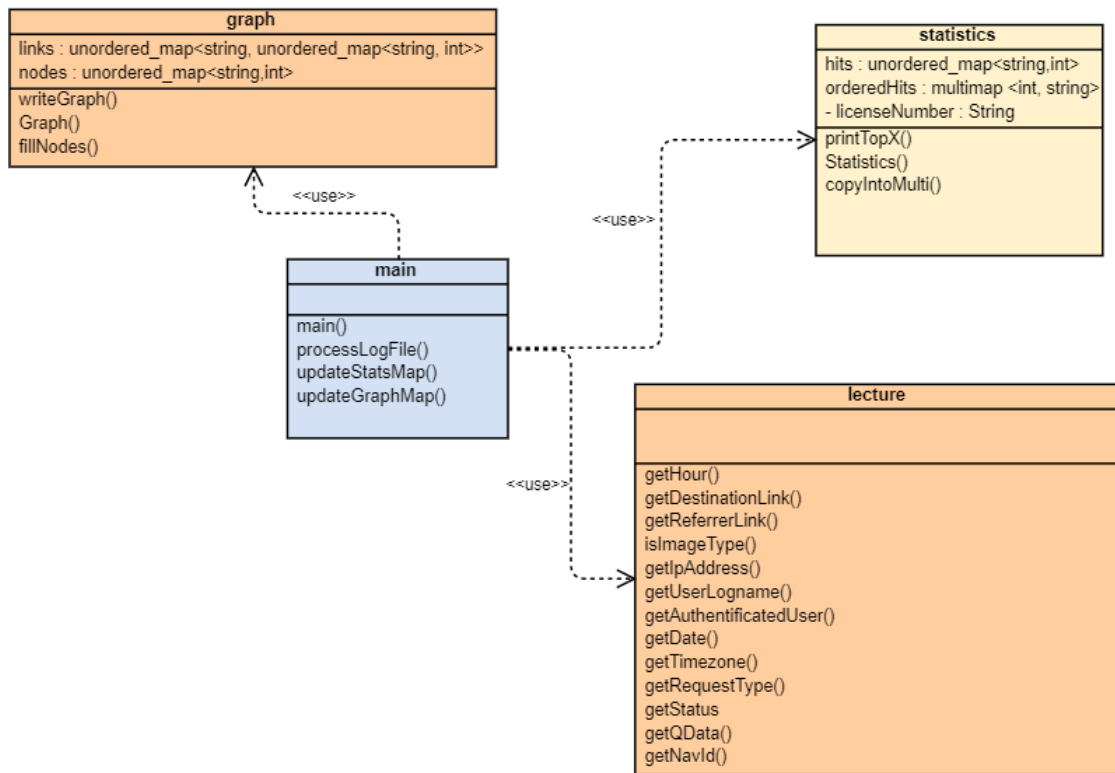 graph
links : unordered_map<string, unordered_map<string, int>>
nodes : unordered_map<string,int>
writeGraph()
Graph()
fillNodes()
statistics
hits : unordered_map<string,int>
orderedHits : multimap <int, string>
- licenseNumber : String
printTopX()
Statistics()
copyIntoMulti()
<<use>>
<<use>>
main
main()
processLogFile()
updateStatsMap()
updateGraphMap()
<<use>>
lecture
getHour()
getDestinationLink()
getReferrerLink()
isImageType()
getIpAddress()
getUserLogname()
getAuthentificatedUser()
getDate()
getTimezone()
getRequestType()
getStatus
getQData()
getNavId()